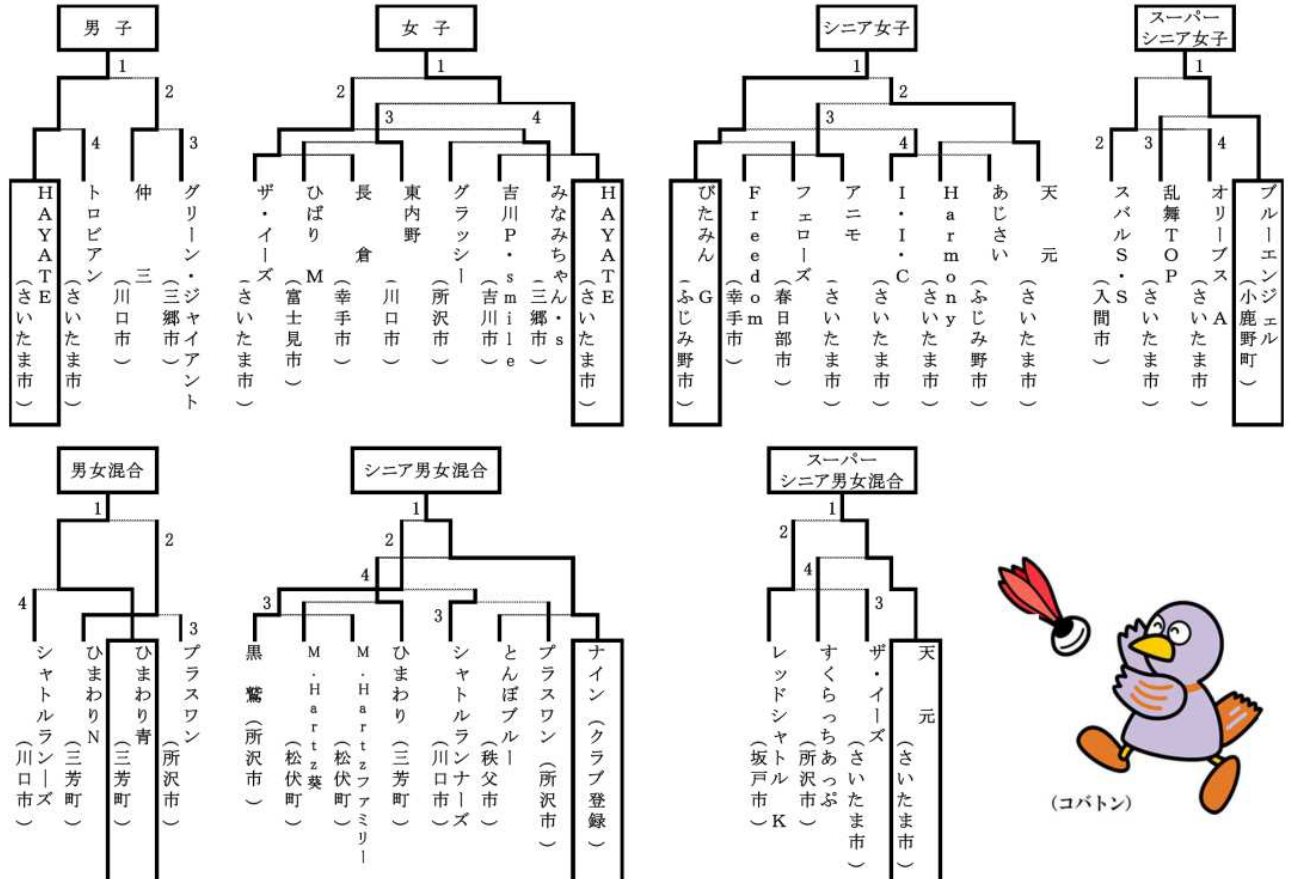 男 子
1
2
4
3
HAYATE
(さいたま市)
トロビアン
(さいたま市)
仲 三
(川口市)
グリーン・ジャイアント
(三郷市)
女 子
1
2
3
4
ザ・イーズ
(さいたま市)
ひばりM
(富士見市)
長 倉
(幸手市)
東内野
(川口市)
グラッシー
(所沢市)
吉川P・smile
(吉川市)
みなみちゃん・s
(三郷市)
HAYATE
(さいたま市)
シニア女子
1
2
3
4
びたみんG
(ふじみ野市)
Freedom
(幸手市)
フェローズ
(春日部市)
アニモ
(さいたま市)
I・I・C
(さいたま市)
Harmony
(さいたま市)
あじさい
(ふじみ野市)
天 元
(さいたま市)
スーパー
シニア女子
1
2
3
4
スバルS・S
(入間市)
乱舞TOP
(さいたま市)
オリーブスA
(さいたま市)
ブルーエンジェル
(小鹿野町)
男女混合
1
2
4
3
シャトルランーズ
(川口市)
ひまわりN
(三芳町)
ひまわり青
(三芳町)
プラスワン
(所沢市)
シニア男女混合
1
2
4
3
3
黒 鷲 (所沢市)
M.Hartz葵
(松伏町)
M.Hartzファミリー
(松伏町)
ひまわり (三芳町)
シャトルランナーズ
(川口市)
とんぼブルー
(秩父市)
プラスワン (所沢市)
ナイン (クラブ登録)
スーパー
シニア男女混合
1
2
4
3
レッドシャトルK
(坂戸市)
すくらっちあっぷ
(所沢市)
ザ・イーズ
(さいたま市)
天 元
(さいたま市)
(コバトン)